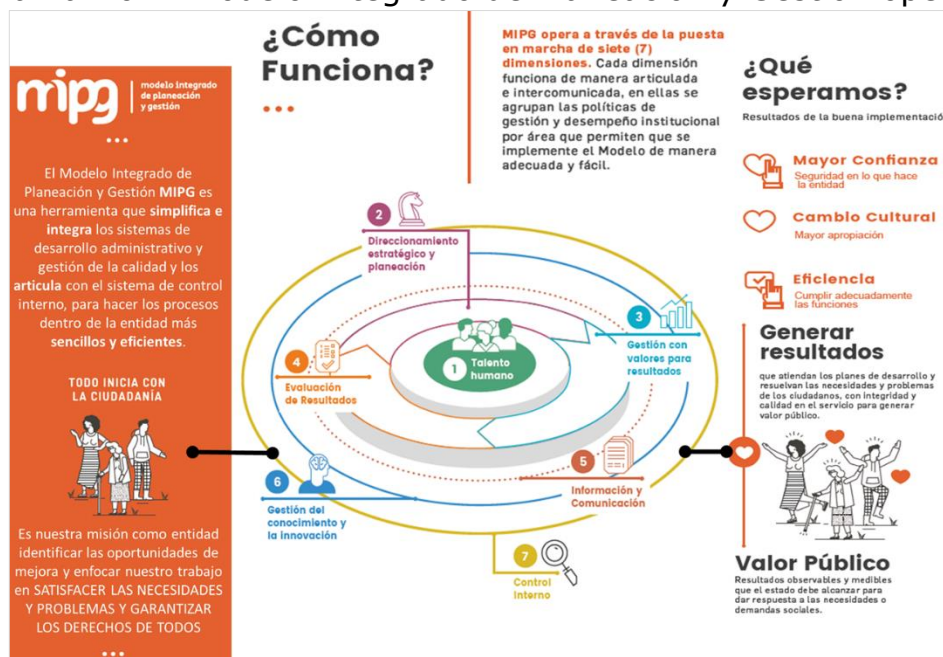 ¿Cómo
Funciona?
MIPG opera a través de la puesta
en marcha de siete (7)
dimensiones. Cada dimensión
funciona de manera articulada
e intercomunicada, en ellas se
agrupan las políticas de
gestión y desempeño institucional
por área que permiten que se
implemente el Modelo de manera
adecuada y fácil.
mipg
modelo integrado
de planeación
y gestión
El Modelo Integrado de
Planeación y Gestión MIPG es
una herramienta que simplifica e
integra los sistemas de
desarrollo administrativo y
gestión de la calidad y los
articula con el sistema de control
interno, para hacer los procesos
dentro de la entidad más
sencillos y eficientes.
TODO INICIA CON
LA CIUDADANÍA
Es nuestra misión como entidad
identificar las oportunidades de
mejora y enfocar nuestro trabajo
en SATISFACER LAS NECESIDADES
Y PROBLEMAS Y GARANTIZAR
LOS DERECHOS DE TODOS
1 Talento
humano
2
Direccionamiento
estratégico y
planeación
3
Gestión con
valores para
resultados
4
Evaluación
de Resultados
5
Información y
Comunicación
6
Gestión del
conocimiento y
la innovación
7
Control
Interno
¿Qué
esperamos?
Resultados de la buena implementació
Mayor Confianza
Seguridad en lo que hace
la entidad
Cambio Cultural
Mayor apropiación
Eficiencia
Cumplir adecuadamente
las funciones
Generar
resultados
que atiendan los planes de desarrollo y
resuelvan las necesidades y problemas
de los ciudadanos, con integridad y
calidad en el servicio para generar
valor público.
Valor Público
Resultados observables y medibles
que el estado debe alcanzar para
dar respuesta a las necesidades o
demandas sociales.